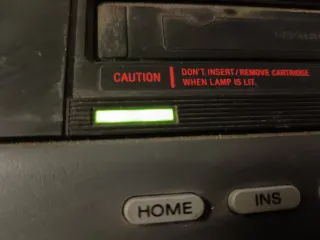 CAUTION
DON'T INSERT/REMOVE CARTRIDGE
WHEN LAMP IS LIT.
HOME
INS